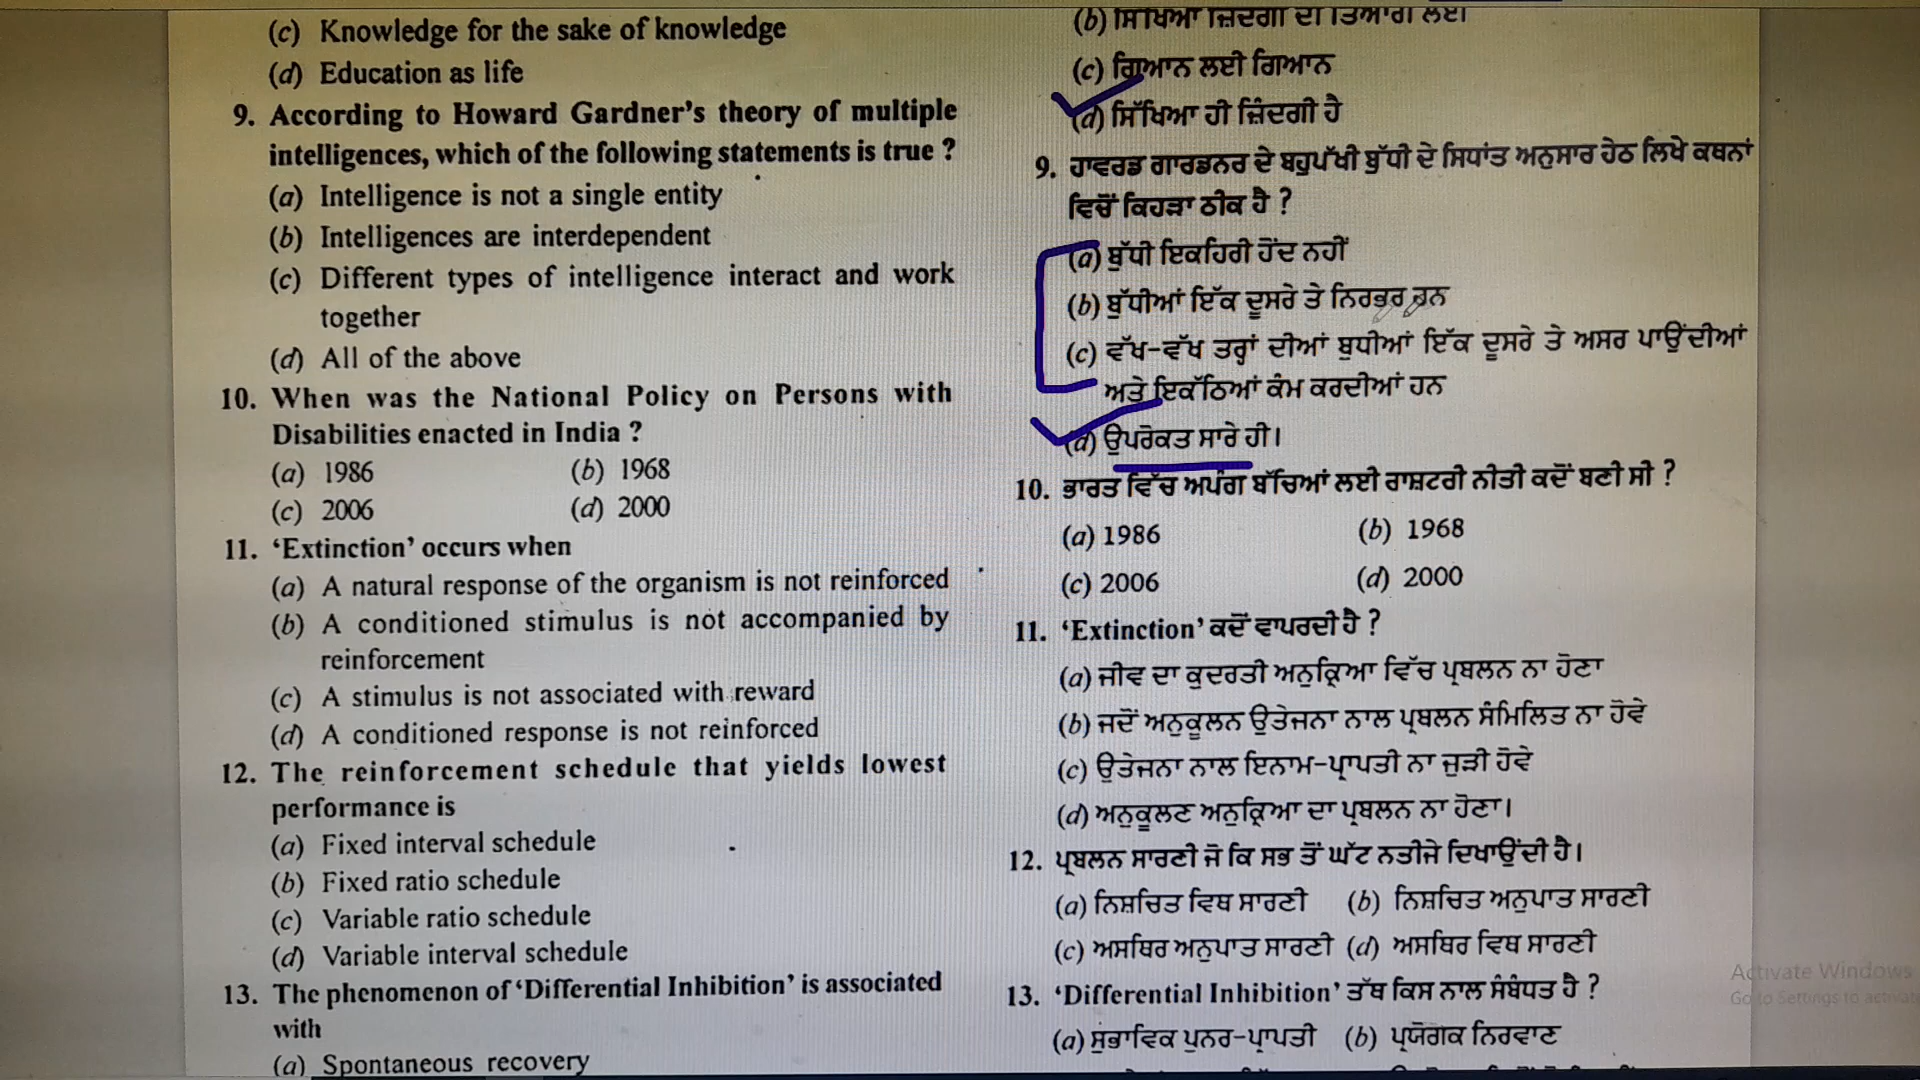 (c) Knowledge for the sake of knowledge
(d) Education as life
9. According to Howard Gardner's theory of multiple
intelligences, which of the following statements is true ?
(a) Intelligence is not a single entity
(b) Intelligences are interdependent
(c) Different types of intelligence interact and work
together
(d) All of the above
10. When was the National Policy on Persons with
Disabilities enacted in India ?
(a) 1986 (b) 1968
(c) 2006 (d) 2000
11. ‘Extinction’ occurs when
(a) A natural response of the organism is not reinforced
(b) A conditioned stimulus is not accompanied by
reinforcement
(c) A stimulus is not associated with reward
(d) A conditioned response is not reinforced
12. The reinforcement schedule that yields lowest
performance is
(a) Fixed interval schedule
(b) Fixed ratio schedule
(c) Variable ratio schedule
(d) Variable interval schedule
13. The phenomenon of ‘Differential Inhibition’ is associated
with
(a) Spontaneous recovery
(b) ਸਿੱਖਿਆ ਜ਼ਿੰਦਗੀ ਦੀ ਤਿਆਰੀ ਲਈ
(c) ਗਿਆਨ ਲਈ ਗਿਆਨ
(d) ਸਿੱਖਿਆ ਹੀ ਜ਼ਿੰਦਗੀ ਹੈ
9. ਹਾਵਰਡ ਗਾਰਡਨਰ ਦੇ ਬਹੁਪੱਖੀ ਬੁੱਧੀ ਦੇ ਸਿਧਾਂਤ ਅਨੁਸਾਰ ਹੇਠ ਲਿਖੇ ਕਥਨਾਂ
ਵਿਚੋਂ ਕਿਹੜਾ ਠੀਕ ਹੈ ?
(a) ਬੁੱਧੀ ਇਕਹਿਰੀ ਹੋਂਦ ਨਹੀਂ
(b) ਬੁੱਧੀਆਂ ਇੱਕ ਦੂਸਰੇ ਤੇ ਨਿਰਭਰ ਹਨ
(c) ਵੱਖ-ਵੱਖ ਤਰ੍ਹਾਂ ਦੀਆਂ ਬੁਧੀਆਂ ਇੱਕ ਦੂਸਰੇ ਤੇ ਅਸਰ ਪਾਉਂਦੀਆਂ
ਅਤੇ ਇਕੱਠਿਆਂ ਕੰਮ ਕਰਦੀਆਂ ਹਨ
(d) ਉਪਰੋਕਤ ਸਾਰੇ ਹੀ।
10. ਭਾਰਤ ਵਿੱਚ ਅਪੰਗ ਬੱਚਿਆਂ ਲਈ ਰਾਸ਼ਟਰੀ ਨੀਤੀ ਕਦੋਂ ਬਣੀ ਸੀ ?
(a) 1986 (b) 1968
(c) 2006 (d) 2000
11. ‘Extinction’ ਕਦੋਂ ਵਾਪਰਦੀ ਹੈ ?
(a) ਜੀਵ ਦਾ ਕੁਦਰਤੀ ਅਨੁਕ੍ਰਿਆ ਵਿੱਚ ਪ੍ਰਬਲਨ ਨਾ ਹੋਣਾ
(b) ਜਦੋਂ ਅਨੁਕੂਲਨ ਉਤੇਜਨਾ ਨਾਲ ਪ੍ਰਬਲਨ ਸੰਮਿਲਿਤ ਨਾ ਹੋਵੇ
(c) ਉਤੇਜਨਾ ਨਾਲ ਇਨਾਮ-ਪ੍ਰਾਪਤੀ ਨਾ ਜੁੜੀ ਹੋਵੇ
(d) ਅਨੁਕੂਲਣ ਅਨੁਕ੍ਰਿਆ ਦਾ ਪ੍ਰਬਲਨ ਨਾ ਹੋਣਾ।
12. ਪ੍ਰਬਲਨ ਸਾਰਣੀ ਜੋ ਕਿ ਸਭ ਤੋਂ ਘੱਟ ਨਤੀਜੇ ਦਿਖਾਉਂਦੀ ਹੈ।
(a) ਨਿਸ਼ਚਿਤ ਵਿਥ ਸਾਰਣੀ (b) ਨਿਸ਼ਚਿਤ ਅਨੁਪਾਤ ਸਾਰਣੀ
(c) ਅਸਥਿਰ ਅਨੁਪਾਤ ਸਾਰਣੀ (d) ਅਸਥਿਰ ਵਿਥ ਸਾਰਣੀ
13. ‘Differential Inhibition’ ਤੱਥ ਕਿਸ ਨਾਲ ਸੰਬੰਧਤ ਹੈ ?
(a) ਸੁਭਾਵਿਕ ਪੁਨਰ-ਪ੍ਰਾਪਤੀ (b) ਪ੍ਰਯੋਗਕ ਨਿਰਵਾਣ
Activate Windows
Go to Settings to activate